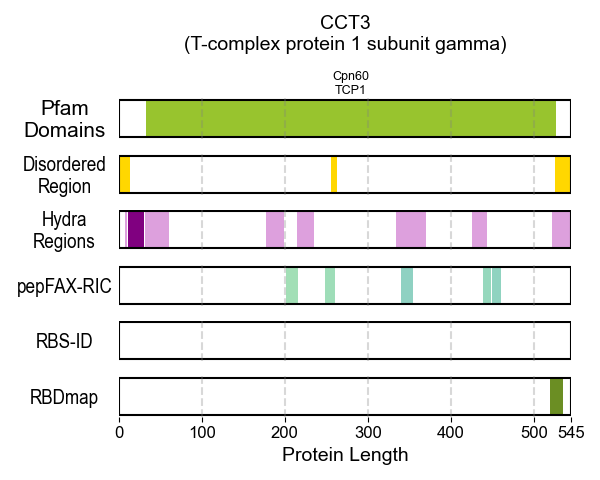 CCT3
(T-complex protein 1 subunit gamma)
Cpn60
TCP1
Pfam
Domains
Disordered
Region
Hydra
Regions
pepFAX-RIC
RBS-ID
RBDmap
0 100 200 300 400 500 545
Protein Length